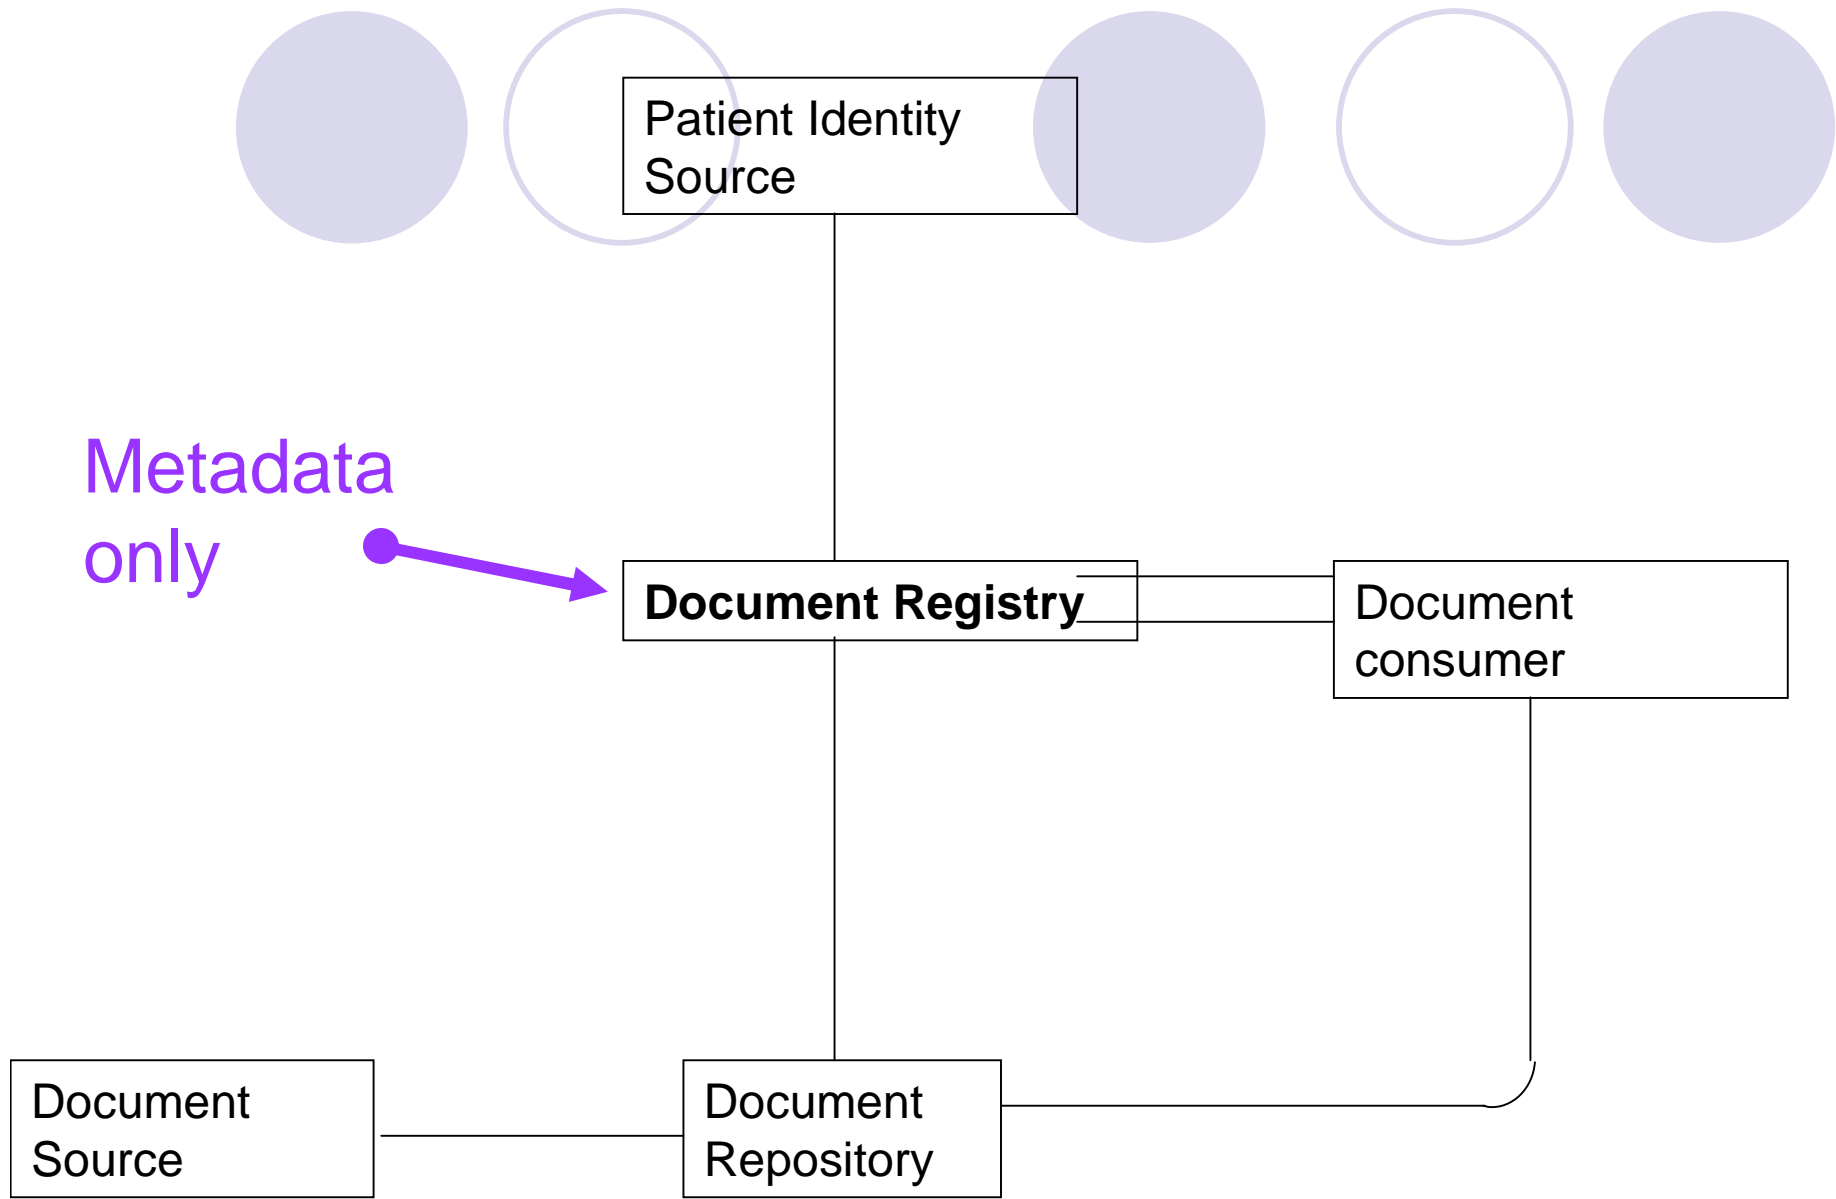 Patient Identity
Source
Metadata
only
Document Registry
Document
consumer
Document
Source
Document
Repository